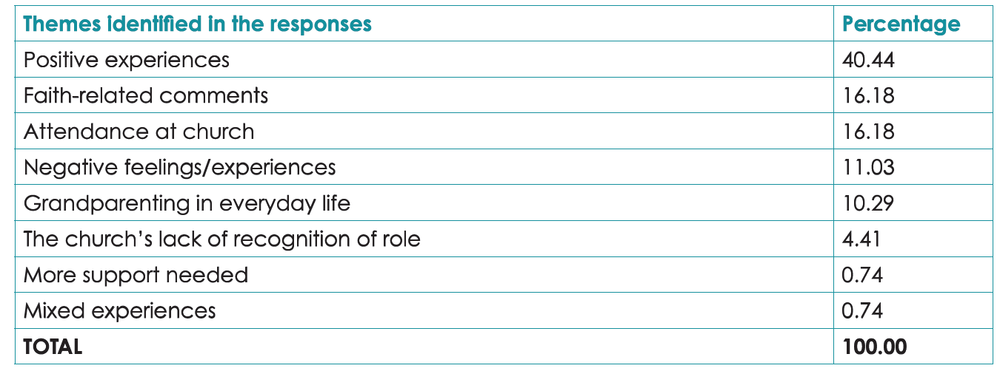 Themes identified in the responses Percentage
Positive experiences 40.44
Faith-related comments 16.18
Attendance at church 16.18
Negative feelings/experiences 11.03
Grandparenting in everyday life 10.29
The church’s lack of recognition of role 4.41
More support needed 0.74
Mixed experiences 0.74
TOTAL 100.00